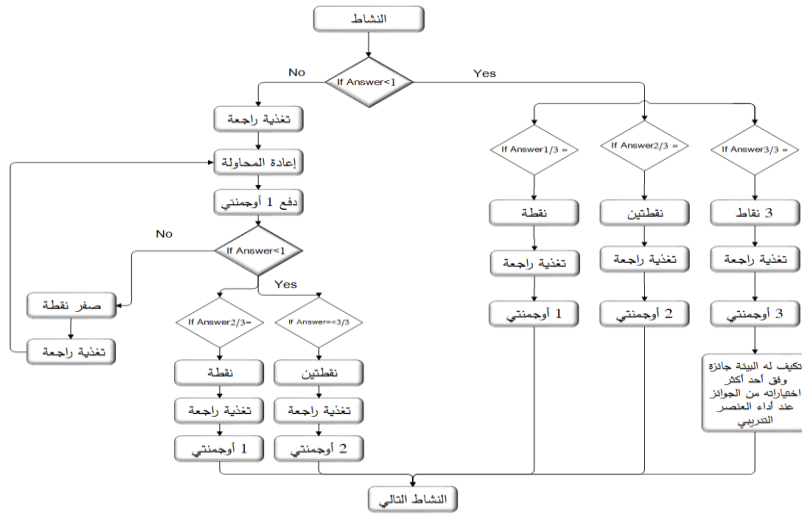 النشاط
If Answer<1
No
Yes
تغذية راجعة
إعادة المحاولة
دفع 1 أوجمنتي
If Answer<1
No
Yes
صفر نقطة
تغذية راجعة
If Answer2/3=
If Answer==3/3
نقطة
نقطتين
تغذية راجعة
تغذية راجعة
1 أوجمنتي
2 أوجمنتي
If Answer1/3 =
If Answer2/3 =
If Answer3/3 =
نقطة
نقطتين
3 نقاط
تغذية راجعة
تغذية راجعة
تغذية راجعة
1 أوجمنتي
2 أوجمنتي
3 أوجمنتي
تكيف له البيئة جائزة
وفق أحد أكثر
اختياراته من الجوائز
عند أداء العنصر
التدريبي
النشاط التالي